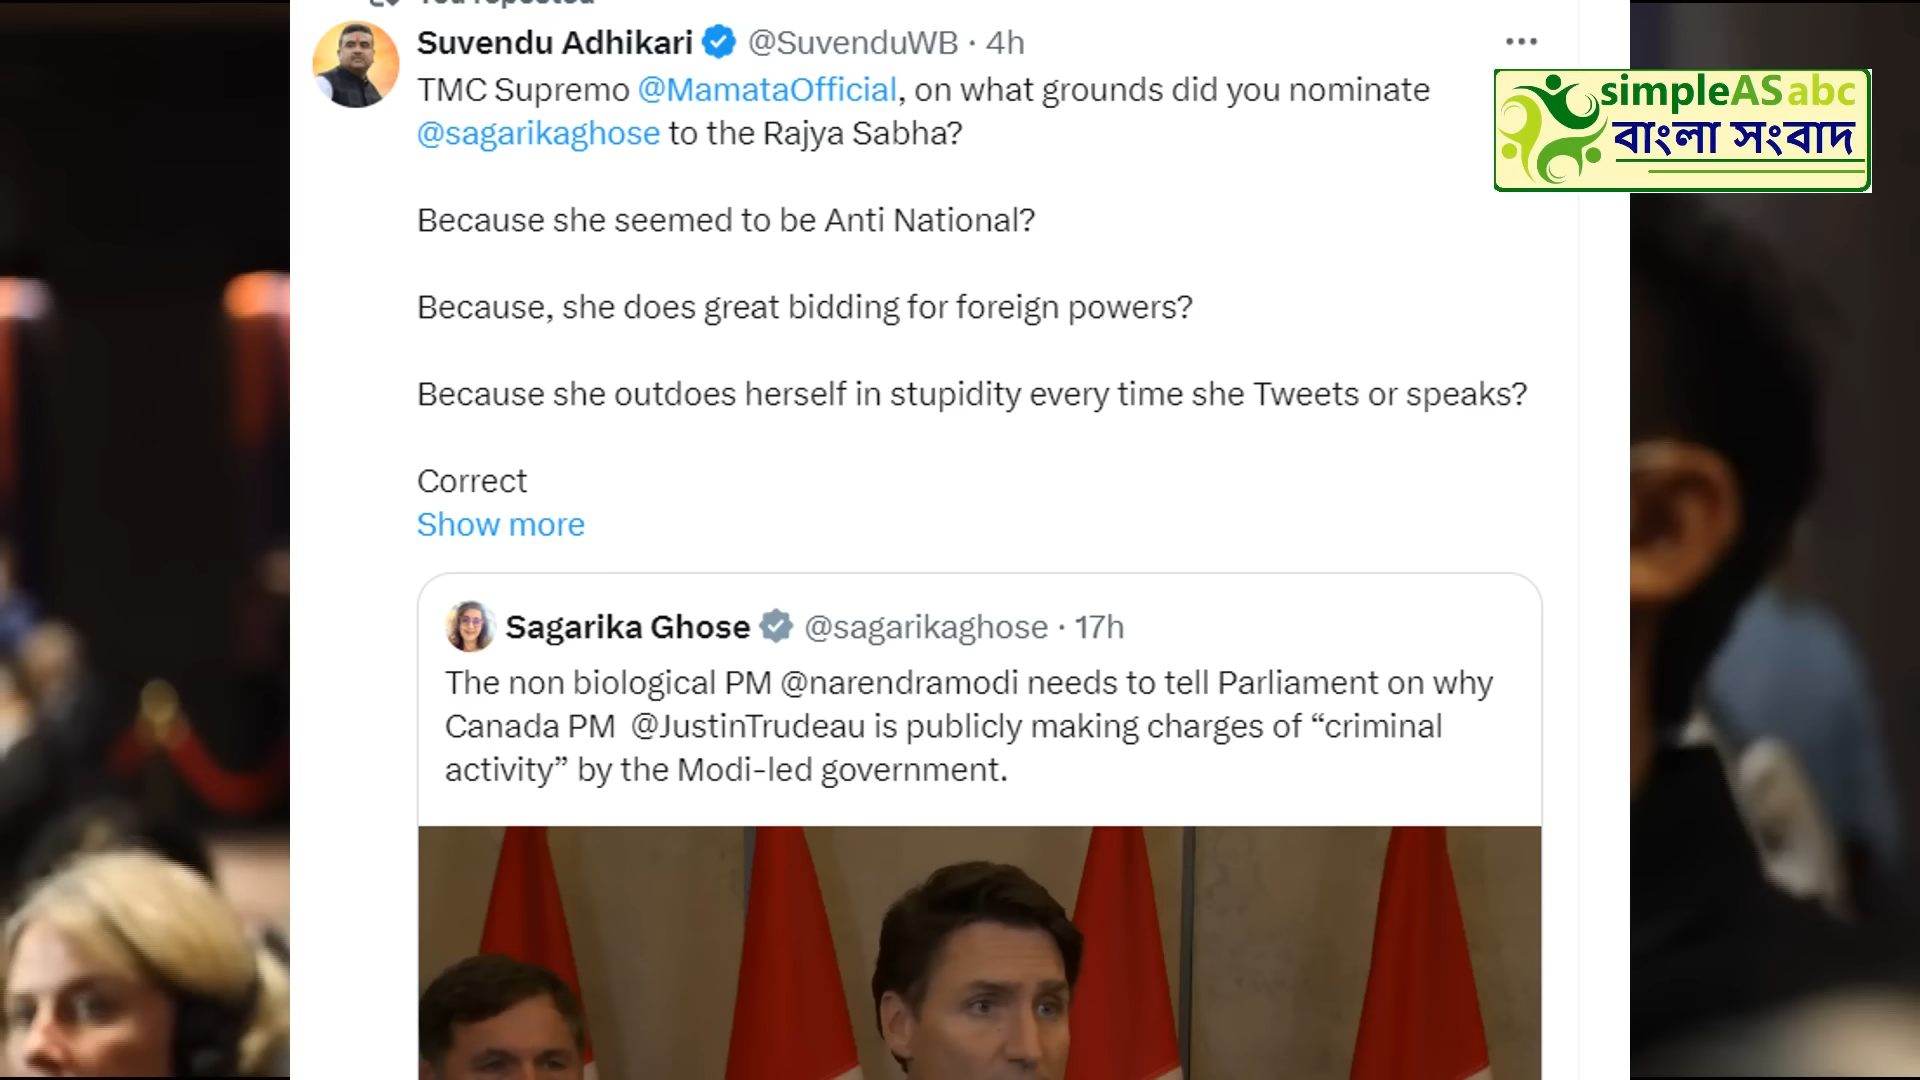 You reposted
Suvendu Adhikari @SuvenduWB · 4h
TMC Supremo @MamataOfficial, on what grounds did you nominate
@sagarikaghose to the Rajya Sabha?
Because she seemed to be Anti National?
Because, she does great bidding for foreign powers?
Because she outdoes herself in stupidity every time she Tweets or speaks?
Correct
Show more
Sagarika Ghose @sagarikaghose · 17h
The non biological PM @narendramodi needs to tell Parliament on why
Canada PM @JustinTrudeau is publicly making charges of “criminal
activity” by the Modi-led government.
simpleASabc
বাংলা সংবাদ